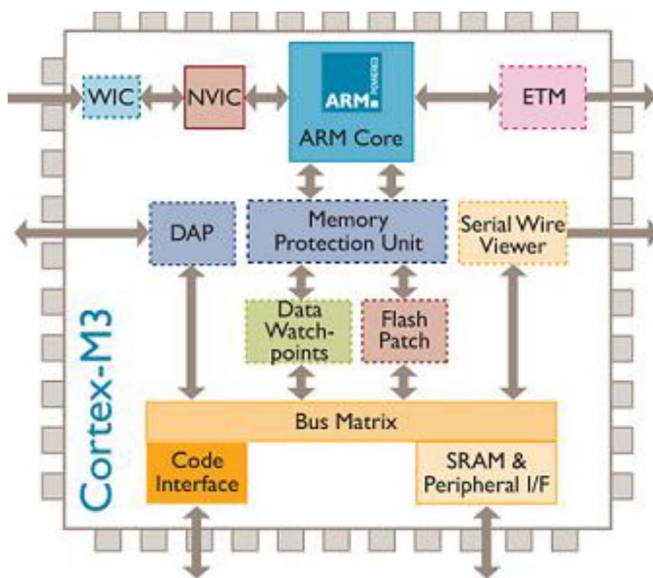 WIC
NVIC
ARM
POWERED
ARM Core
ETM
DAP
Memory
Protection Unit
Serial Wire
Viewer
Data
Watch-
points
Flash
Patch
Cortex-M3
Bus Matrix
Code
Interface
SRAM &
Peripheral I/F